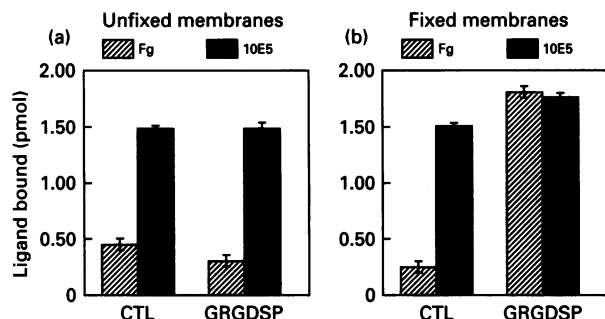 Unfixed membranes
Fixed membranes
(a)
Fg
10E5
(b)
Fg
10E5
Ligand bound (pmol)
2.00
1.50
1.00
0.50
0
CTL
GRGDSP
2.00
1.50
1.00
0.50
0
CTL
GRGDSP